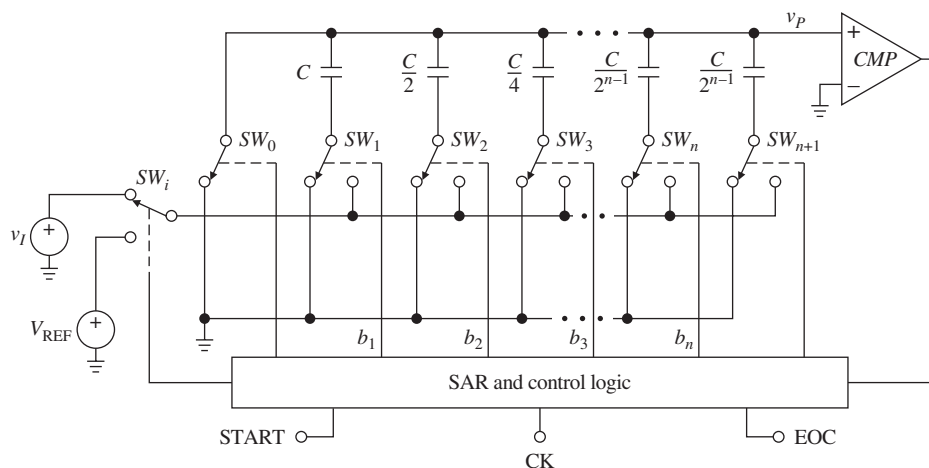 v_P
+
CMP
−
C
C/2
C/4
C/2^{n−1}
C/2^{n−1}
SW_0
SW_1
SW_2
SW_3
SW_n
SW_{n+1}
SW_i
v_I
+
V_REF
+
b_1
b_2
b_3
b_n
SAR and control logic
START
CK
EOC